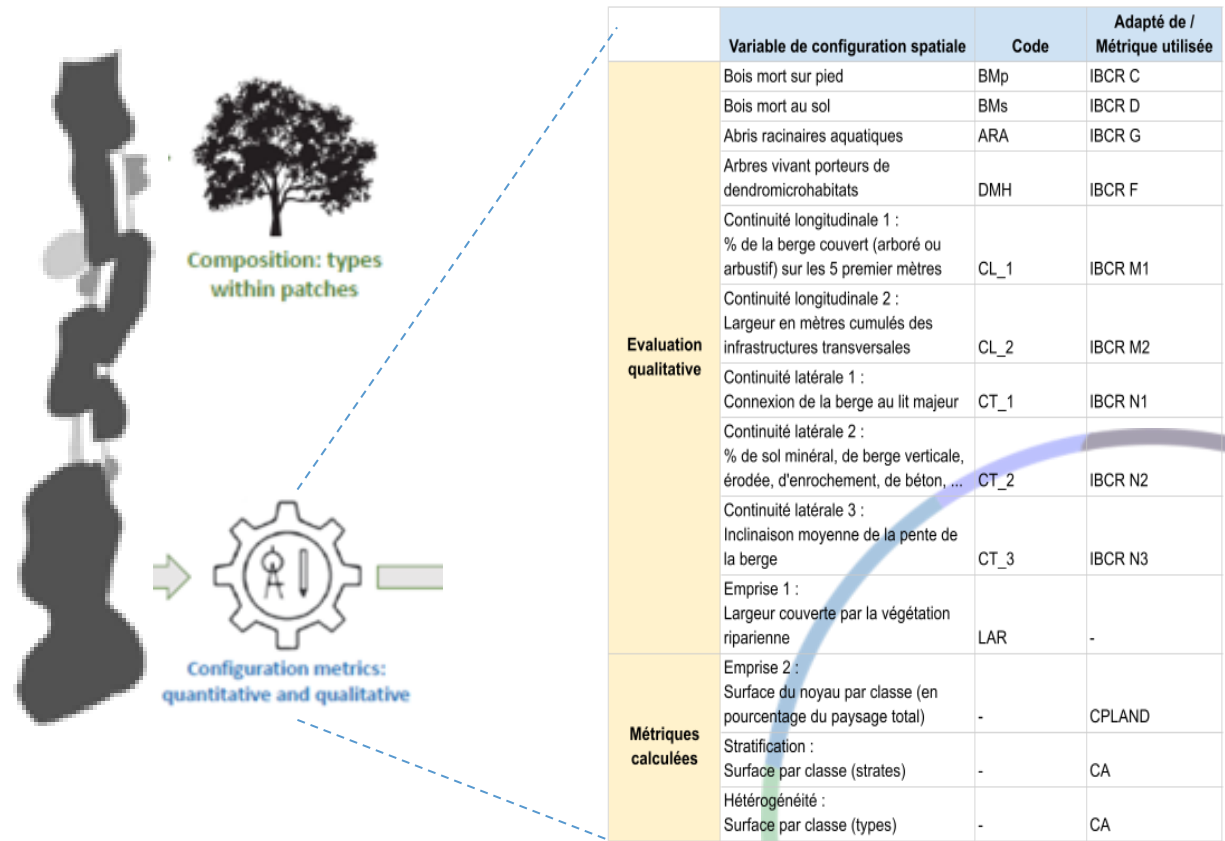 Composition: types
within patches
Configuration metrics:
quantitative and qualitative
Variable de configuration spatiale Code Adapté de /
Métrique utilisée
Evaluation
qualitative
Bois mort sur pied BMp IBCR C
Bois mort au sol BMs IBCR D
Abris racinaires aquatiques ARA IBCR G
Arbres vivant porteurs de
dendromicrohabitats DMH IBCR F
Continuité longitudinale 1 :
% de la berge couvert (arboré ou
arbustif) sur les 5 premier mètres CL_1 IBCR M1
Continuité longitudinale 2 :
Largeur en mètres cumulés des
infrastructures transversales CL_2 IBCR M2
Continuité latérale 1 :
Connexion de la berge au lit majeur CT_1 IBCR N1
Continuité latérale 2 :
% de sol minéral, de berge verticale,
érodée, d'enrochement, de béton, ... CT_2 IBCR N2
Continuité latérale 3 :
Inclinaison moyenne de la pente de
la berge CT_3 IBCR N3
Emprise 1 :
Largeur couverte par la végétation
riparienne LAR -
Métriques
calculées
Emprise 2 :
Surface du noyau par classe (en
pourcentage du paysage total) - CPLAND
Stratification :
Surface par classe (strates) - CA
Hétérogénéité :
Surface par classe (types) - CA